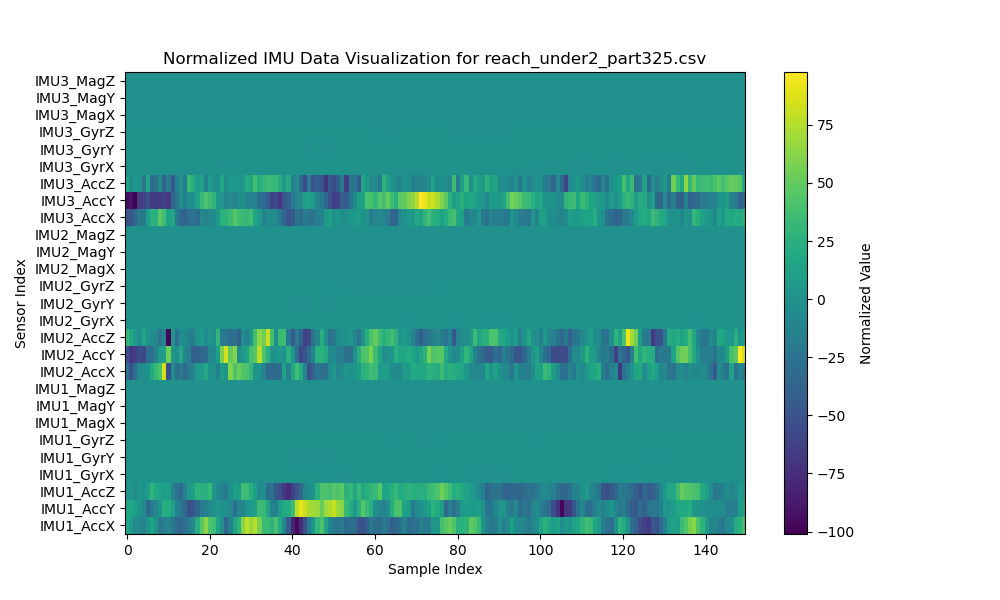 Normalized IMU Data Visualization for reach_under2_part325.csv
IMU3_MagZ
IMU3_MagY
IMU3_MagX
IMU3_GyrZ
IMU3_GyrY
IMU3_GyrX
IMU3_AccZ
IMU3_AccY
IMU3_AccX
IMU2_MagZ
IMU2_MagY
IMU2_MagX
IMU2_GyrZ
IMU2_GyrY
IMU2_GyrX
IMU2_AccZ
IMU2_AccY
IMU2_AccX
IMU1_MagZ
IMU1_MagY
IMU1_MagX
IMU1_GyrZ
IMU1_GyrY
IMU1_GyrX
IMU1_AccZ
IMU1_AccY
IMU1_AccX
Sensor Index
0 20 40 60 80 100 120 140
Sample Index
75
50
25
0
−25
−50
−75
−100
Normalized Value